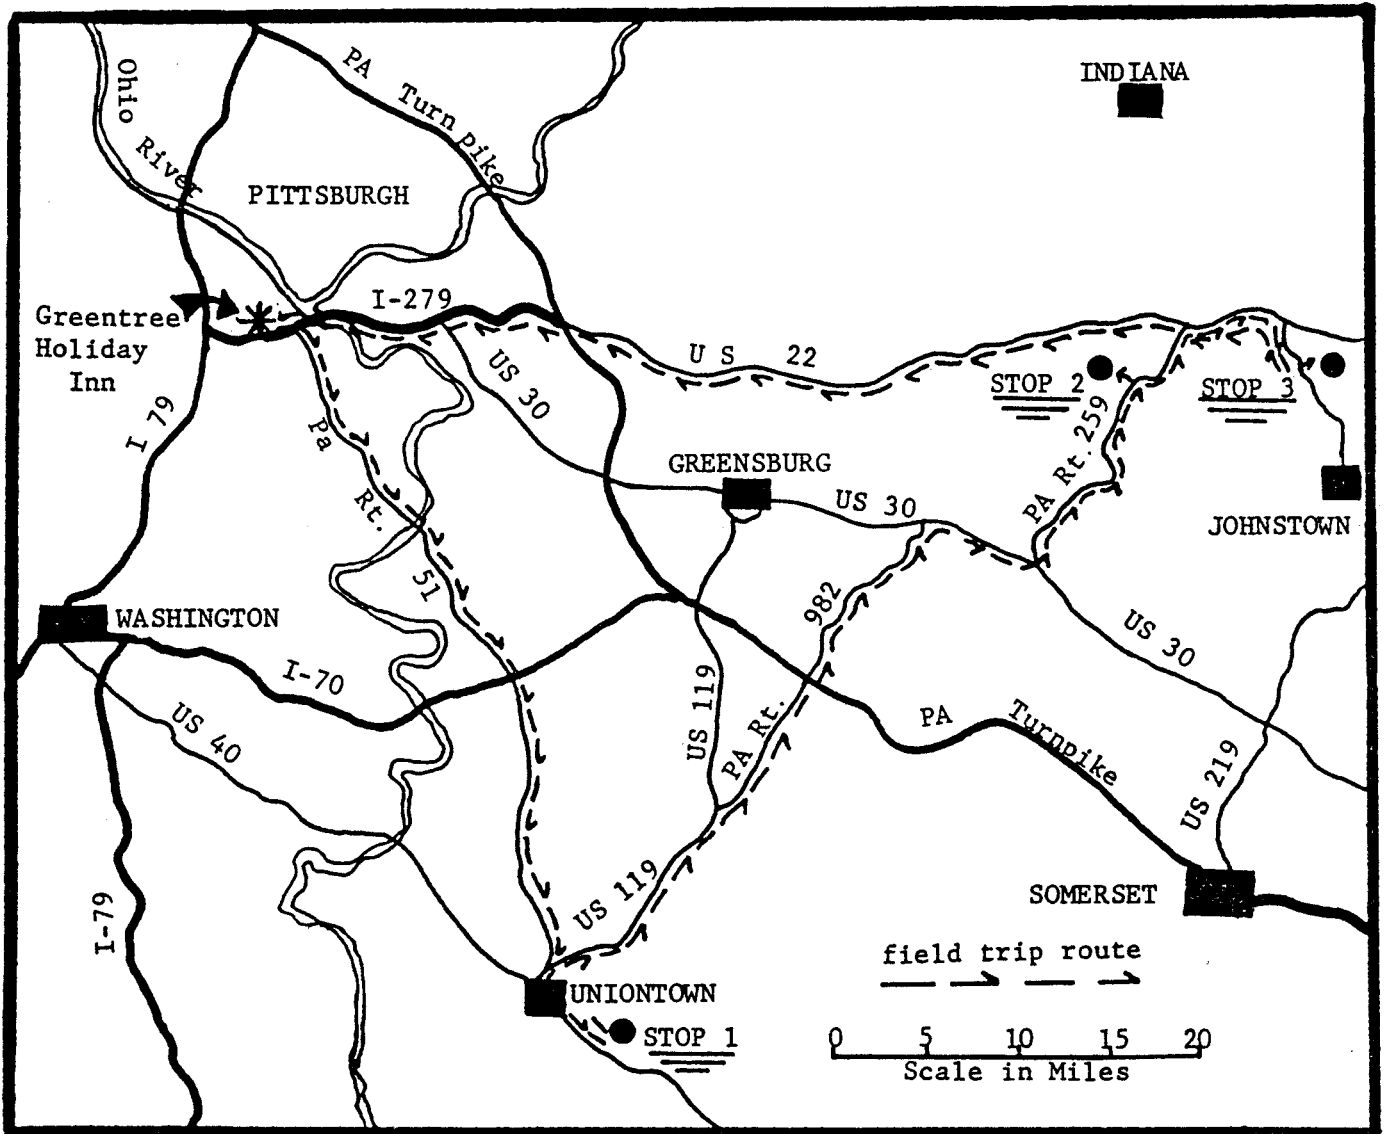 INDIANA
PA Turnpike
Ohio River
PITTSBURGH
I-279
Greentree
Holiday
Inn
US 22
US 30
STOP 2
STOP 3
I 79
Pa Rt. 51
PA Rt. 259
GREENSBURG
US 30
JOHNSTOWN
WASHINGTON
I-70
US 40
US 119
PA Rt. 982
US 30
PA Turnpike
US 219
US 119
I-79
SOMERSET
field trip route
UNIONTOWN
STOP 1
0 5 10 15 20
Scale in Miles